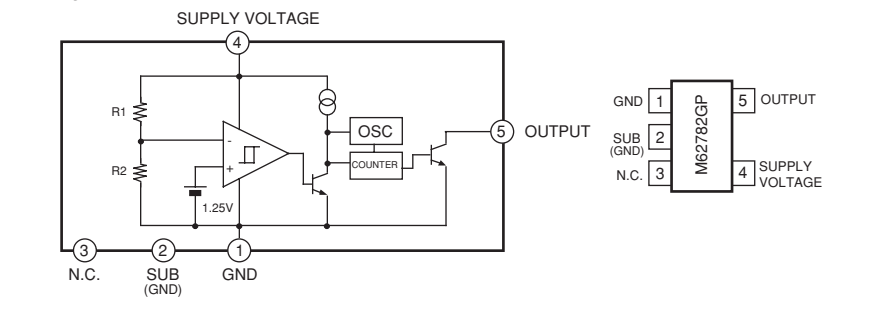 SUPPLY VOLTAGE
4
R1
R2
-
+
1.25V
OSC
COUNTER
5
OUTPUT
3
2
1
N.C.
SUB
(GND)
GND
GND
1
SUB
(GND)
2
N.C.
3
M62782GP
5
OUTPUT
4
SUPPLY
VOLTAGE